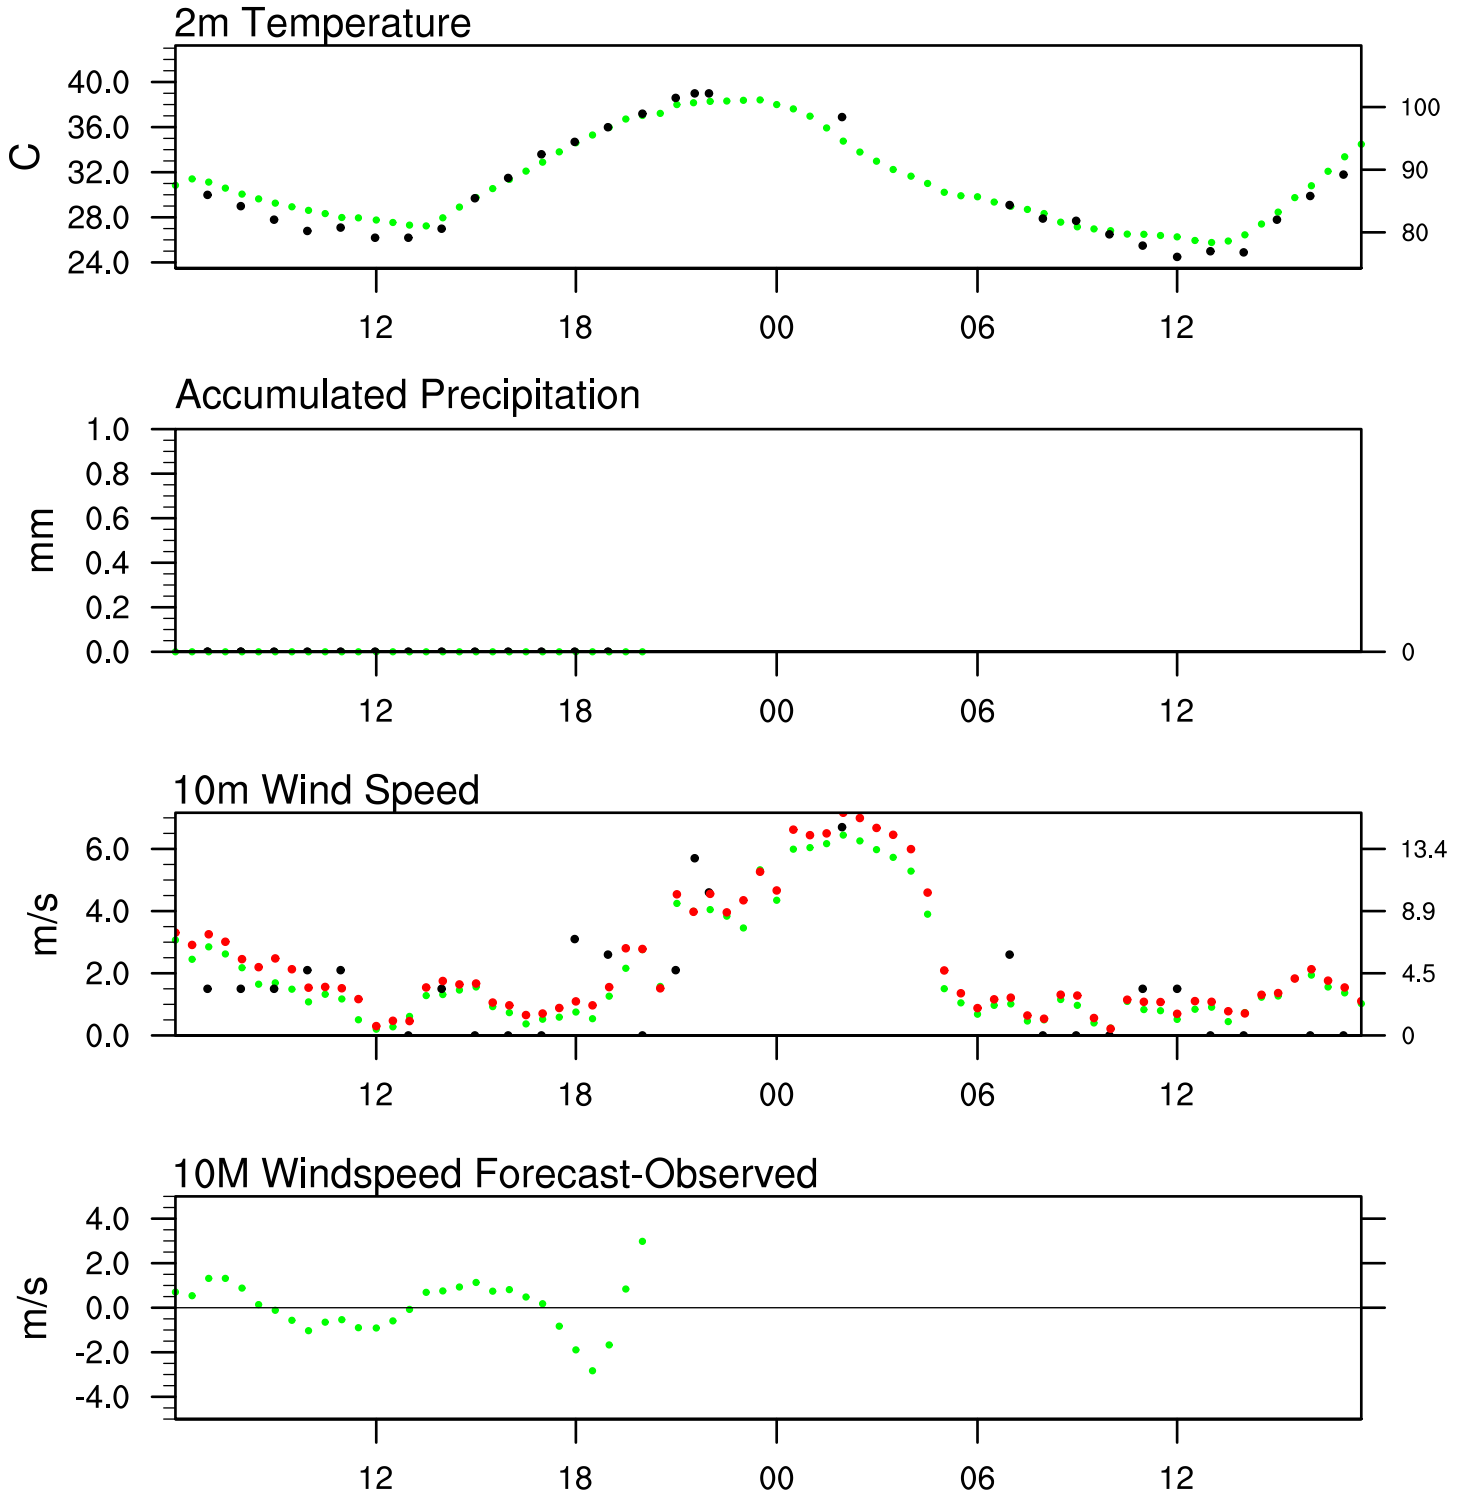 2m Temperature
40.0
36.0
32.0
28.0
24.0
C
100
90
80
12 18 00 06 12
Accumulated Precipitation
1.0
0.8
0.6
0.4
0.2
0.0
mm
0
12 18 00 06 12
10m Wind Speed
6.0
4.0
2.0
0.0
m/s
13.4
8.9
4.5
0
12 18 00 06 12
10M Windspeed Forecast-Observed
4.0
2.0
0.0
-2.0
-4.0
m/s
12 18 00 06 12